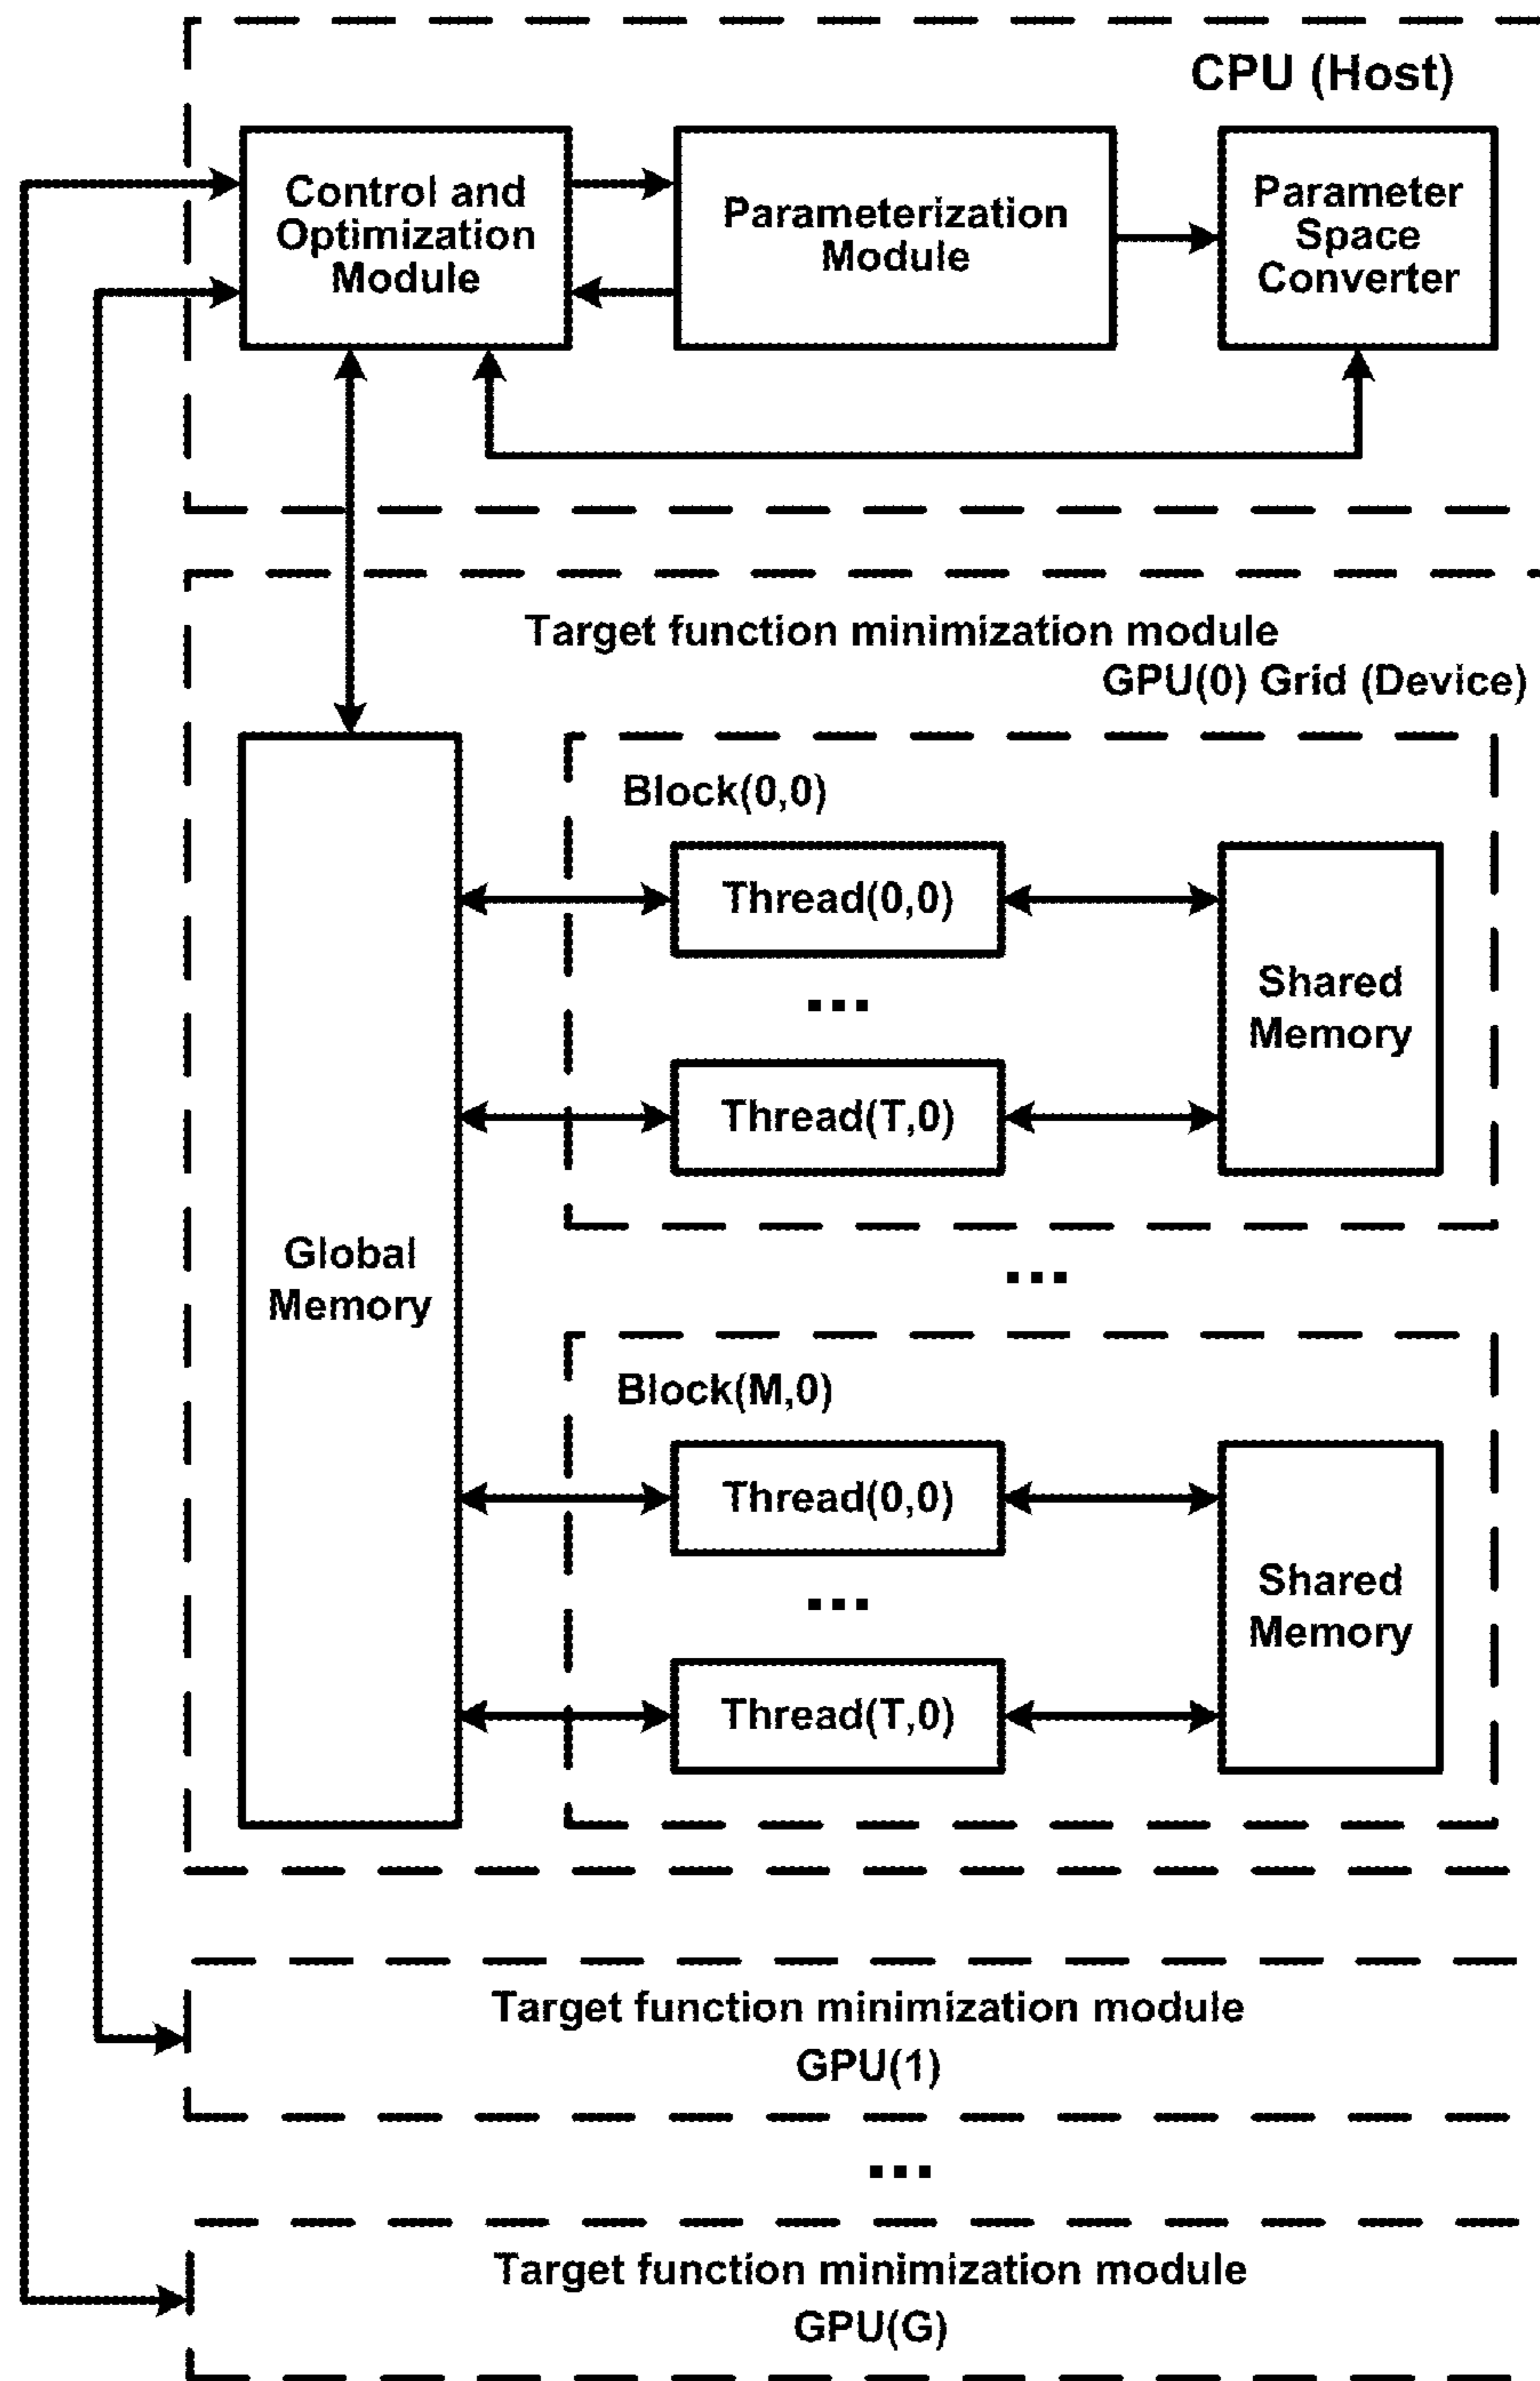 CPU (Host)
Control and
Optimization
Module
Parameterization
Module
Parameter
Space
Converter
Target function minimization module
GPU(0) Grid (Device)
Global
Memory
Block(0,0)
Thread(0,0)
...
Thread(T,0)
Shared
Memory
...
Block(M,0)
Thread(0,0)
...
Thread(T,0)
Shared
Memory
Target function minimization module
GPU(1)
...
Target function minimization module
GPU(G)